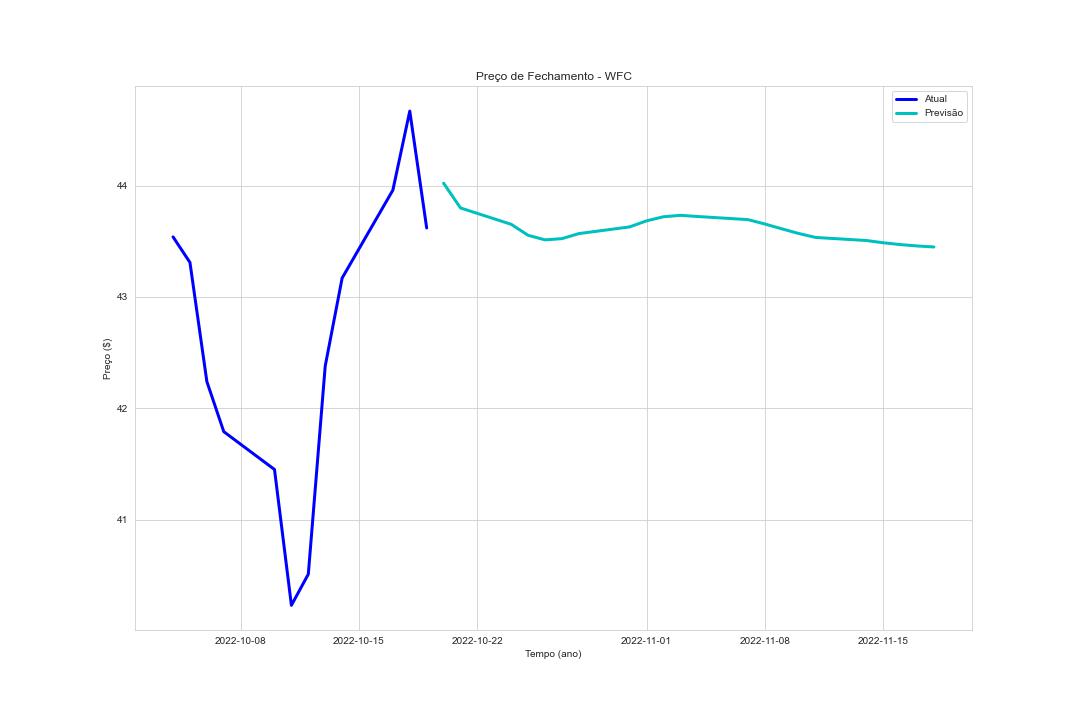 Preço de Fechamento - WFC
Atual
Previsão
44
43
42
41
Preço ($)
2022-10-08
2022-10-15
2022-10-22
2022-11-01
2022-11-08
2022-11-15
Tempo (ano)